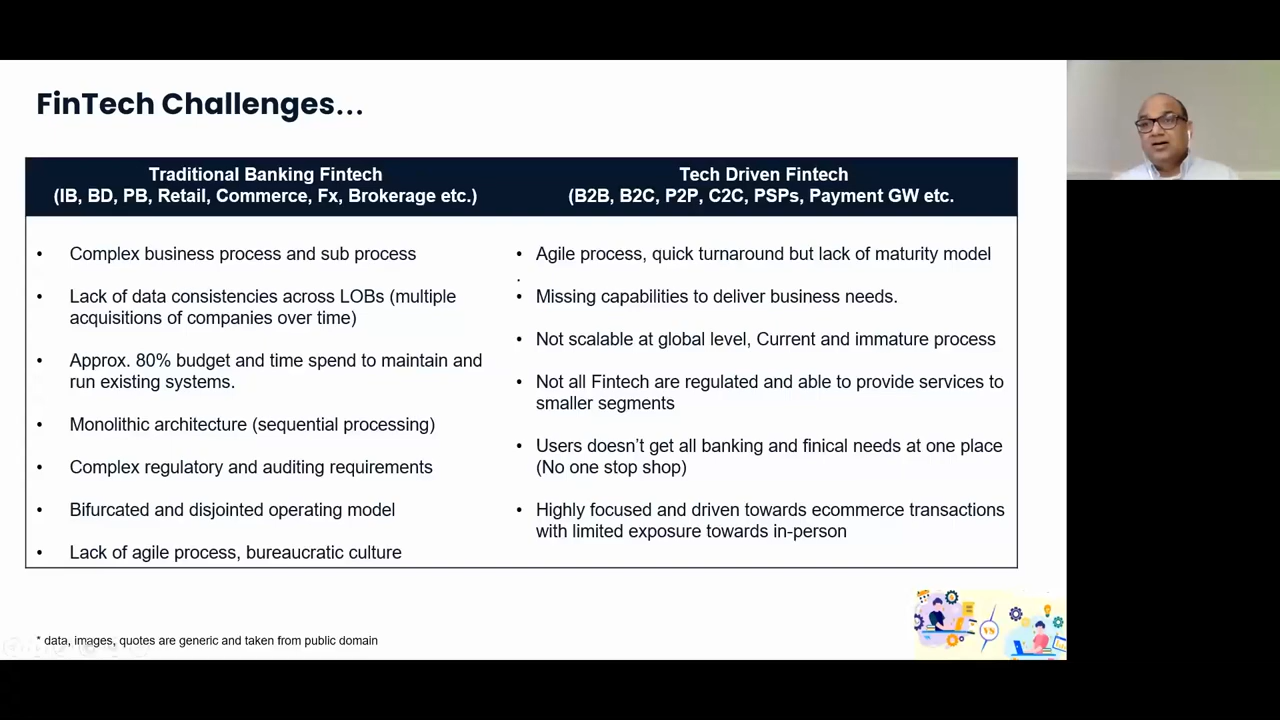 FinTech Challenges…
Traditional Banking Fintech
(IB, BD, PB, Retail, Commerce, Fx, Brokerage etc.)
• Complex business process and sub process
• Lack of data consistencies across LOBs (multiple
acquisitions of companies over time)
• Approx. 80% budget and time spend to maintain and
run existing systems.
• Monolithic architecture (sequential processing)
• Complex regulatory and auditing requirements
• Bifurcated and disjointed operating model
• Lack of agile process, bureaucratic culture
Tech Driven Fintech
(B2B, B2C, P2P, C2C, PSPs, Payment GW etc.
• Agile process, quick turnaround but lack of maturity model
.
• Missing capabilities to deliver business needs.
• Not scalable at global level, Current and immature process
• Not all Fintech are regulated and able to provide services to
smaller segments
• Users doesn’t get all banking and finical needs at one place
(No one stop shop)
• Highly focused and driven towards ecommerce transactions
with limited exposure towards in-person
VS
* data, images, quotes are generic and taken from public domain